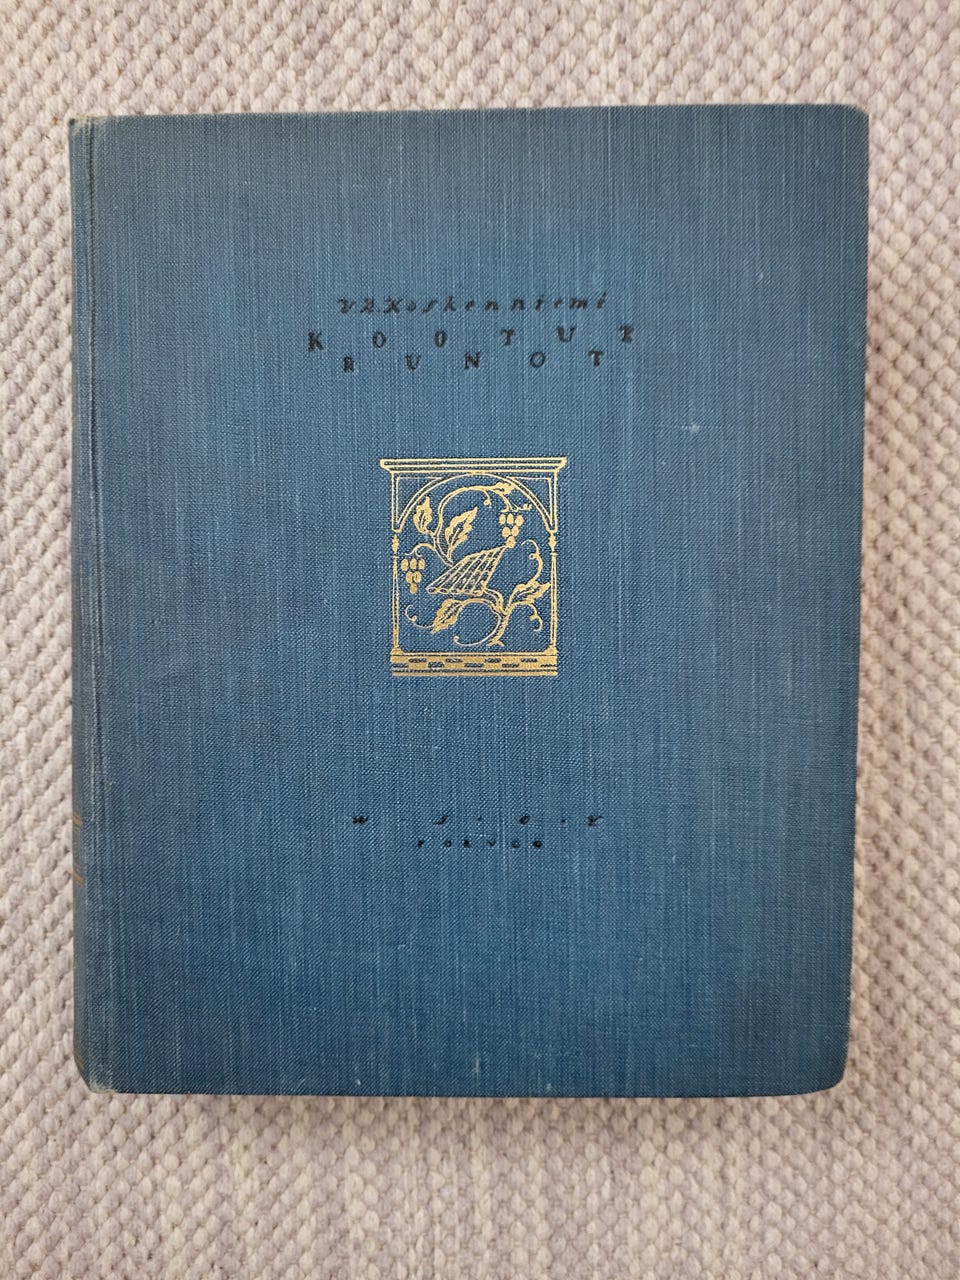 V.A.Koskenniemi
KOOTUT
RUNOT
W·S·O·Y
PORVOO